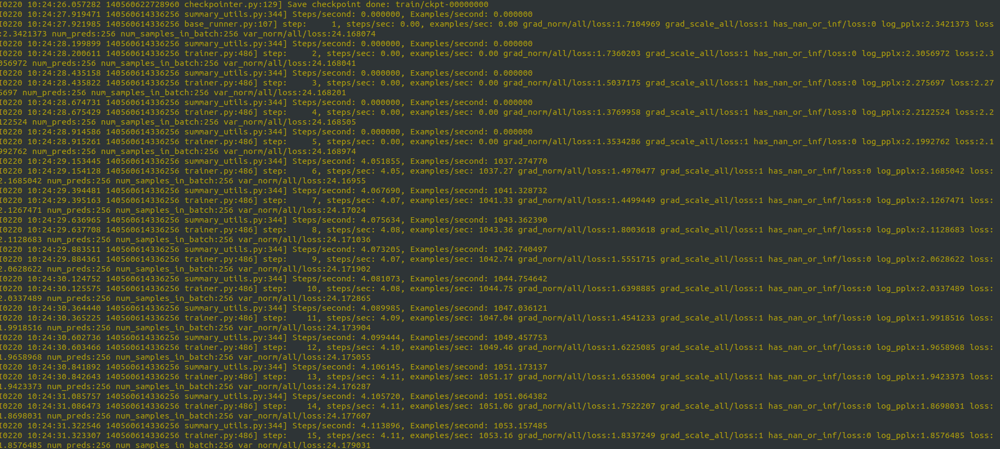 I0220 10:24:26.057282 140560622728960 checkpointer.py:129] Save checkpoint done: train/ckpt-00000000
I0220 10:24:27.919471 140560614336256 summary_utils.py:344] Steps/second: 0.000000, Examples/second: 0.000000
I0220 10:24:27.921985 140560614336256 base_runner.py:107] step:     1, steps/sec: 0.00, examples/sec: 0.00 grad_norm/all/loss:1.7104969 grad_scale_all/loss:1 has_nan_or_inf/loss:0 log_pplx:2.3421373 loss
:2.3421373 num_preds:256 num_samples_in_batch:256 var_norm/all/loss:24.168074
I0220 10:24:28.199899 140560614336256 summary_utils.py:344] Steps/second: 0.000000, Examples/second: 0.000000
I0220 10:24:28.200611 140560614336256 trainer.py:486] step:     2, steps/sec: 0.00, examples/sec: 0.00 grad_norm/all/loss:1.7360203 grad_scale_all/loss:1 has_nan_or_inf/loss:0 log_pplx:2.3056972 loss:2.3
056972 num_preds:256 num_samples_in_batch:256 var_norm/all/loss:24.168041
I0220 10:24:28.435158 140560614336256 summary_utils.py:344] Steps/second: 0.000000, Examples/second: 0.000000
I0220 10:24:28.435822 140560614336256 trainer.py:486] step:     3, steps/sec: 0.00, examples/sec: 0.00 grad_norm/all/loss:1.5037175 grad_scale_all/loss:1 has_nan_or_inf/loss:0 log_pplx:2.275697 loss:2.27
5697 num_preds:256 num_samples_in_batch:256 var_norm/all/loss:24.168201
I0220 10:24:28.674731 140560614336256 summary_utils.py:344] Steps/second: 0.000000, Examples/second: 0.000000
I0220 10:24:28.675429 140560614336256 trainer.py:486] step:     4, steps/sec: 0.00, examples/sec: 0.00 grad_norm/all/loss:1.3769958 grad_scale_all/loss:1 has_nan_or_inf/loss:0 log_pplx:2.2122524 loss:2.2
122524 num_preds:256 num_samples_in_batch:256 var_norm/all/loss:24.168505
I0220 10:24:28.914586 140560614336256 summary_utils.py:344] Steps/second: 0.000000, Examples/second: 0.000000
I0220 10:24:28.915261 140560614336256 trainer.py:486] step:     5, steps/sec: 0.00, examples/sec: 0.00 grad_norm/all/loss:1.3534286 grad_scale_all/loss:1 has_nan_or_inf/loss:0 log_pplx:2.1992762 loss:2.1
992762 num_preds:256 num_samples_in_batch:256 var_norm/all/loss:24.168974
I0220 10:24:29.153445 140560614336256 summary_utils.py:344] Steps/second: 4.051855, Examples/second: 1037.274770
I0220 10:24:29.154128 140560614336256 trainer.py:486] step:     6, steps/sec: 4.05, examples/sec: 1037.27 grad_norm/all/loss:1.4970477 grad_scale_all/loss:1 has_nan_or_inf/loss:0 log_pplx:2.1685042 loss:
2.1685042 num_preds:256 num_samples_in_batch:256 var_norm/all/loss:24.16955
I0220 10:24:29.394481 140560614336256 summary_utils.py:344] Steps/second: 4.067690, Examples/second: 1041.328732
I0220 10:24:29.395163 140560614336256 trainer.py:486] step:     7, steps/sec: 4.07, examples/sec: 1041.33 grad_norm/all/loss:1.4499449 grad_scale_all/loss:1 has_nan_or_inf/loss:0 log_pplx:2.1267471 loss:
2.1267471 num_preds:256 num_samples_in_batch:256 var_norm/all/loss:24.17024
I0220 10:24:29.636965 140560614336256 summary_utils.py:344] Steps/second: 4.075634, Examples/second: 1043.362390
I0220 10:24:29.637708 140560614336256 trainer.py:486] step:     8, steps/sec: 4.08, examples/sec: 1043.36 grad_norm/all/loss:1.8003618 grad_scale_all/loss:1 has_nan_or_inf/loss:0 log_pplx:2.1128683 loss:
2.1128683 num_preds:256 num_samples_in_batch:256 var_norm/all/loss:24.171036
I0220 10:24:29.883511 140560614336256 summary_utils.py:344] Steps/second: 4.073205, Examples/second: 1042.740497
I0220 10:24:29.884361 140560614336256 trainer.py:486] step:     9, steps/sec: 4.07, examples/sec: 1042.74 grad_norm/all/loss:1.5551715 grad_scale_all/loss:1 has_nan_or_inf/loss:0 log_pplx:2.0628622 loss:
2.0628622 num_preds:256 num_samples_in_batch:256 var_norm/all/loss:24.171902
I0220 10:24:30.124752 140560614336256 summary_utils.py:344] Steps/second: 4.081073, Examples/second: 1044.754642
I0220 10:24:30.125575 140560614336256 trainer.py:486] step:    10, steps/sec: 4.08, examples/sec: 1044.75 grad_norm/all/loss:1.6398885 grad_scale_all/loss:1 has_nan_or_inf/loss:0 log_pplx:2.0337489 loss:
2.0337489 num_preds:256 num_samples_in_batch:256 var_norm/all/loss:24.172865
I0220 10:24:30.364440 140560614336256 summary_utils.py:344] Steps/second: 4.089985, Examples/second: 1047.036121
I0220 10:24:30.365225 140560614336256 trainer.py:486] step:    11, steps/sec: 4.09, examples/sec: 1047.04 grad_norm/all/loss:1.4541233 grad_scale_all/loss:1 has_nan_or_inf/loss:0 log_pplx:1.9918516 loss:
1.9918516 num_preds:256 num_samples_in_batch:256 var_norm/all/loss:24.173904
I0220 10:24:30.602736 140560614336256 summary_utils.py:344] Steps/second: 4.099444, Examples/second: 1049.457753
I0220 10:24:30.603466 140560614336256 trainer.py:486] step:    12, steps/sec: 4.10, examples/sec: 1049.46 grad_norm/all/loss:1.6225085 grad_scale_all/loss:1 has_nan_or_inf/loss:0 log_pplx:1.9658968 loss:
1.9658968 num_preds:256 num_samples_in_batch:256 var_norm/all/loss:24.175055
I0220 10:24:30.841892 140560614336256 summary_utils.py:344] Steps/second: 4.106145, Examples/second: 1051.173137
I0220 10:24:30.842643 140560614336256 trainer.py:486] step:    13, steps/sec: 4.11, examples/sec: 1051.17 grad_norm/all/loss:1.6535004 grad_scale_all/loss:1 has_nan_or_inf/loss:0 log_pplx:1.9423373 loss:
1.9423373 num_preds:256 num_samples_in_batch:256 var_norm/all/loss:24.176287
I0220 10:24:31.085757 140560614336256 summary_utils.py:344] Steps/second: 4.105720, Examples/second: 1051.064382
I0220 10:24:31.086473 140560614336256 trainer.py:486] step:    14, steps/sec: 4.11, examples/sec: 1051.06 grad_norm/all/loss:1.7522207 grad_scale_all/loss:1 has_nan_or_inf/loss:0 log_pplx:1.8698031 loss:
1.8698031 num_preds:256 num_samples_in_batch:256 var_norm/all/loss:24.177607
I0220 10:24:31.322546 140560614336256 summary_utils.py:344] Steps/second: 4.113896, Examples/second: 1053.157485
I0220 10:24:31.323307 140560614336256 trainer.py:486] step:    15, steps/sec: 4.11, examples/sec: 1053.16 grad_norm/all/loss:1.8337249 grad_scale_all/loss:1 has_nan_or_inf/loss:0 log_pplx:1.8576485 loss:
1.8576485 num_preds:256 num_samples_in_batch:256 var_norm/all/loss:24.179031